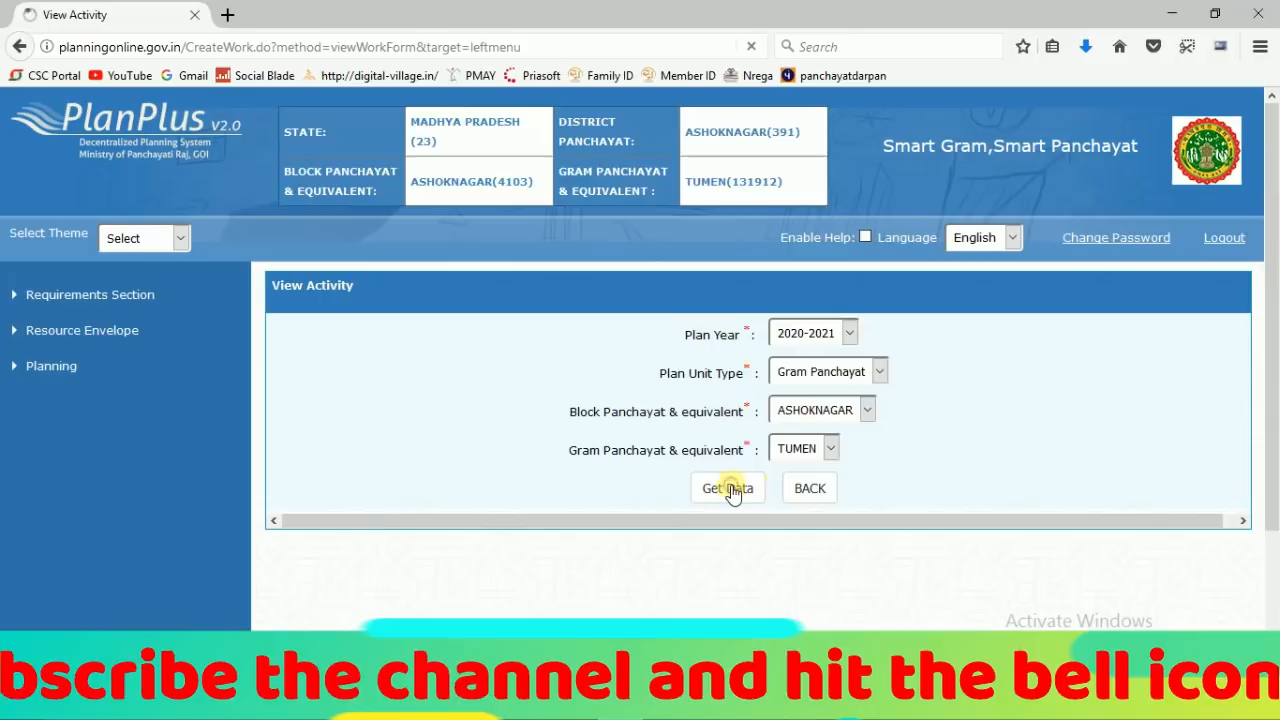 View Activity
planningonline.gov.in/CreateWork.do?method=viewWorkForm&target=leftmenu
Search
CSC Portal YouTube Gmail Social Blade http://digital-village.in/ PMAY Priasoft Family ID Member ID Nrega panchayatdarpan
PlanPlus V2.0
Decentralized Planning System
Ministry of Panchayati Raj, GOI
STATE: MADHYA PRADESH (23) DISTRICT PANCHAYAT: ASHOKNAGAR(391)
BLOCK PANCHAYAT & EQUIVALENT: ASHOKNAGAR(4103) GRAM PANCHAYAT & EQUIVALENT : TUMEN(131912)
Smart Gram,Smart Panchayat
Select Theme Select Enable Help: Language English Change Password Logout
Requirements Section
Resource Envelope
Planning
View Activity
Plan Year * : 2020-2021
Plan Unit Type * : Gram Panchayat
Block Panchayat & equivalent * : ASHOKNAGAR
Gram Panchayat & equivalent * : TUMEN
Get Data BACK
Activate Windows
bscribe the channel and hit the bell icon